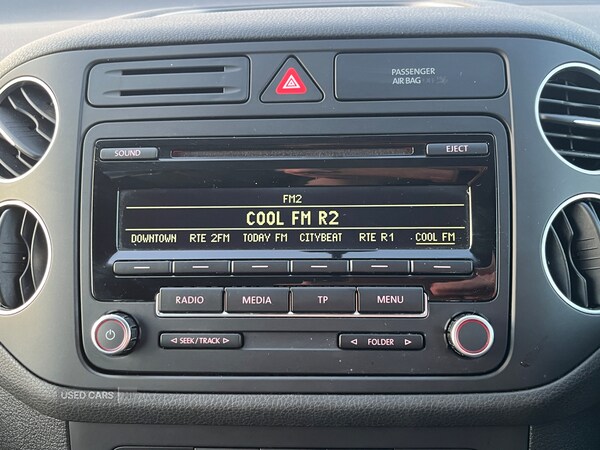 PASSENGER
AIR BAG
SOUND
EJECT
FM2
COOL FM R2
DOWNTOWN RTE 2FM TODAY FM CITYBEAT RTE R1 COOL FM
RADIO MEDIA TP MENU
SEEK/TRACK FOLDER
USED CARS